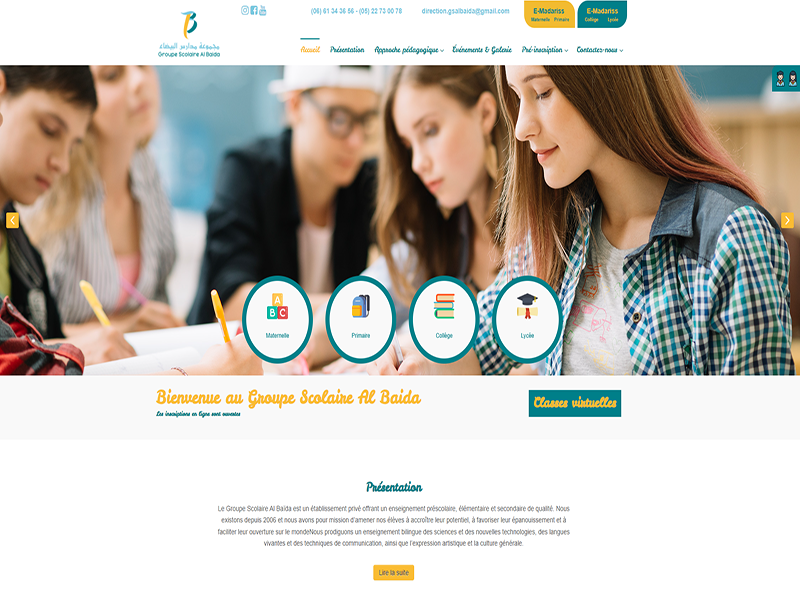 (06) 61 34 36 56 - (05) 22 73 00 78
direction.gsalbaida@gmail.com
E-Madariss
Maternelle Primaire
E-Madariss
Collège Lycée
مجموعة مدارس البيضاء
Groupe Scolaire Al Baida
Accueil Présentation Approche pédagogique Événements & Galerie Pré-inscription Contactez-nous
A
B C
Maternelle
Primaire
Collège
Lycée
Bienvenue au Groupe Scolaire Al Baida
Les inscriptions en ligne sont ouvertes
Classes virtuelles
Présentation
Le Groupe Scolaire Al Baïda est un établissement privé offrant un enseignement préscolaire, élémentaire et secondaire de qualité. Nous
existons depuis 2006 et nous avons pour mission d'amener nos élèves à accroître leur potentiel, à favoriser leur épanouissement et à
faciliter leur ouverture sur le mondeNous prodiguons un enseignement bilingue des sciences et des nouvelles technologies, des langues
vivantes et des techniques de communication, ainsi que l'expression artistique et la culture générale.
Lire la suite